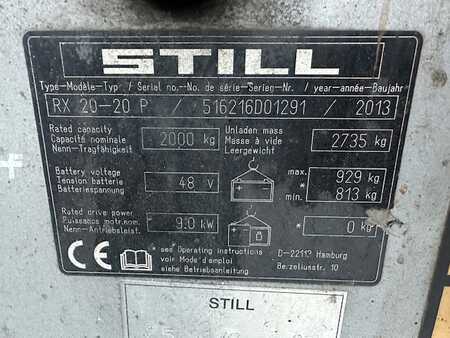 STILL
Type-Modèle-Typ / Serial no.-No. de série-Serien-Nr. / year-année-Baujahr
RX 20-20 P / 516216D01291 / 2013
Rated capacity
Capacité nominale
Nenn-Tragfähigkeit
2000 kg
Unladen mass
Masse à vide
Leergewicht
2735 kg
Battery voltage
Tension batterie
Batteriespannung
48 V
max. 929 kg
* min. 813 kg
Rated drive power
Puissance motr.nom.
Nenn-Antriebsleist.
9.0 kW
* 0 kg
CE
* see Operating instructions
voir Mode d'emploi
siehe Betriebsanleitung
D-22113 Hamburg
Berzeliusstr. 10
STILL